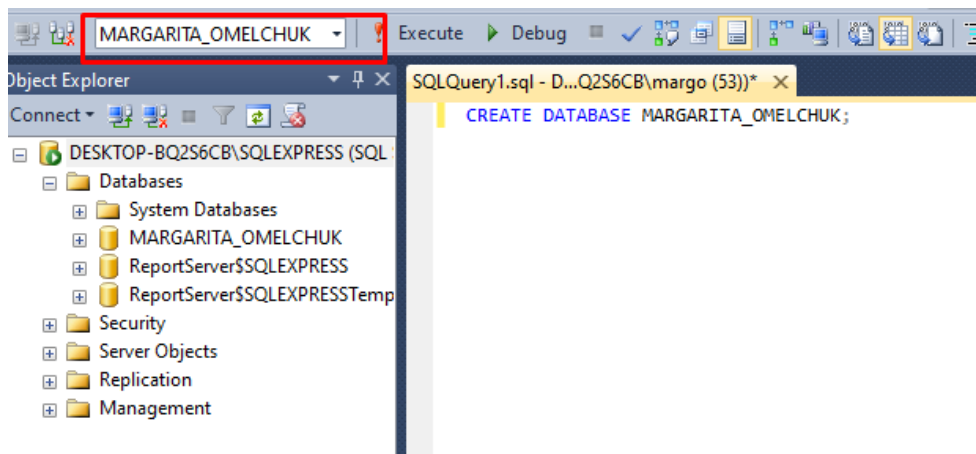 MARGARITA_OMELCHUK
Execute
Debug
Object Explorer
Connect
DESKTOP-BQ2S6CB\SQLEXPRESS (SQL
Databases
System Databases
MARGARITA_OMELCHUK
ReportServer$SQLEXPRESS
ReportServer$SQLEXPRESSTemp
Security
Server Objects
Replication
Management
SQLQuery1.sql - D...Q2S6CB\margo (53))*
CREATE DATABASE MARGARITA_OMELCHUK;